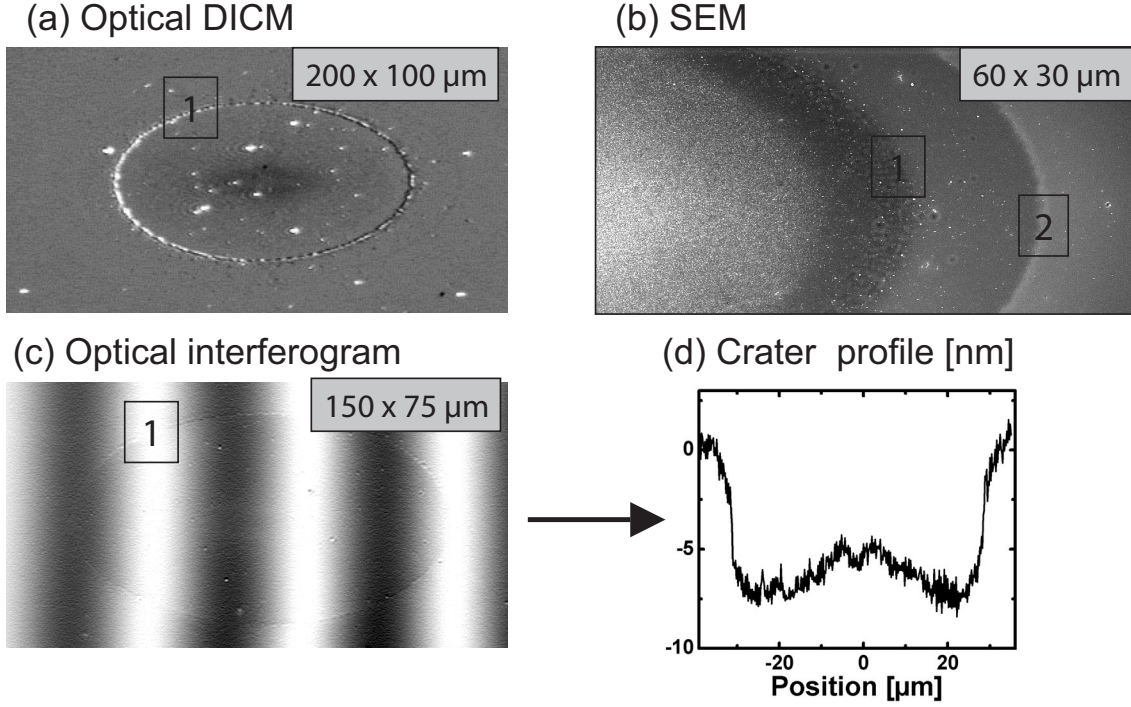 (a) Optical DICM
200 x 100 µm
1
(b) SEM
60 x 30 µm
1
2
(c) Optical interferogram
150 x 75 µm
1
(d) Crater profile [nm]
0
-5
-10
-20
0
20
Position [µm]